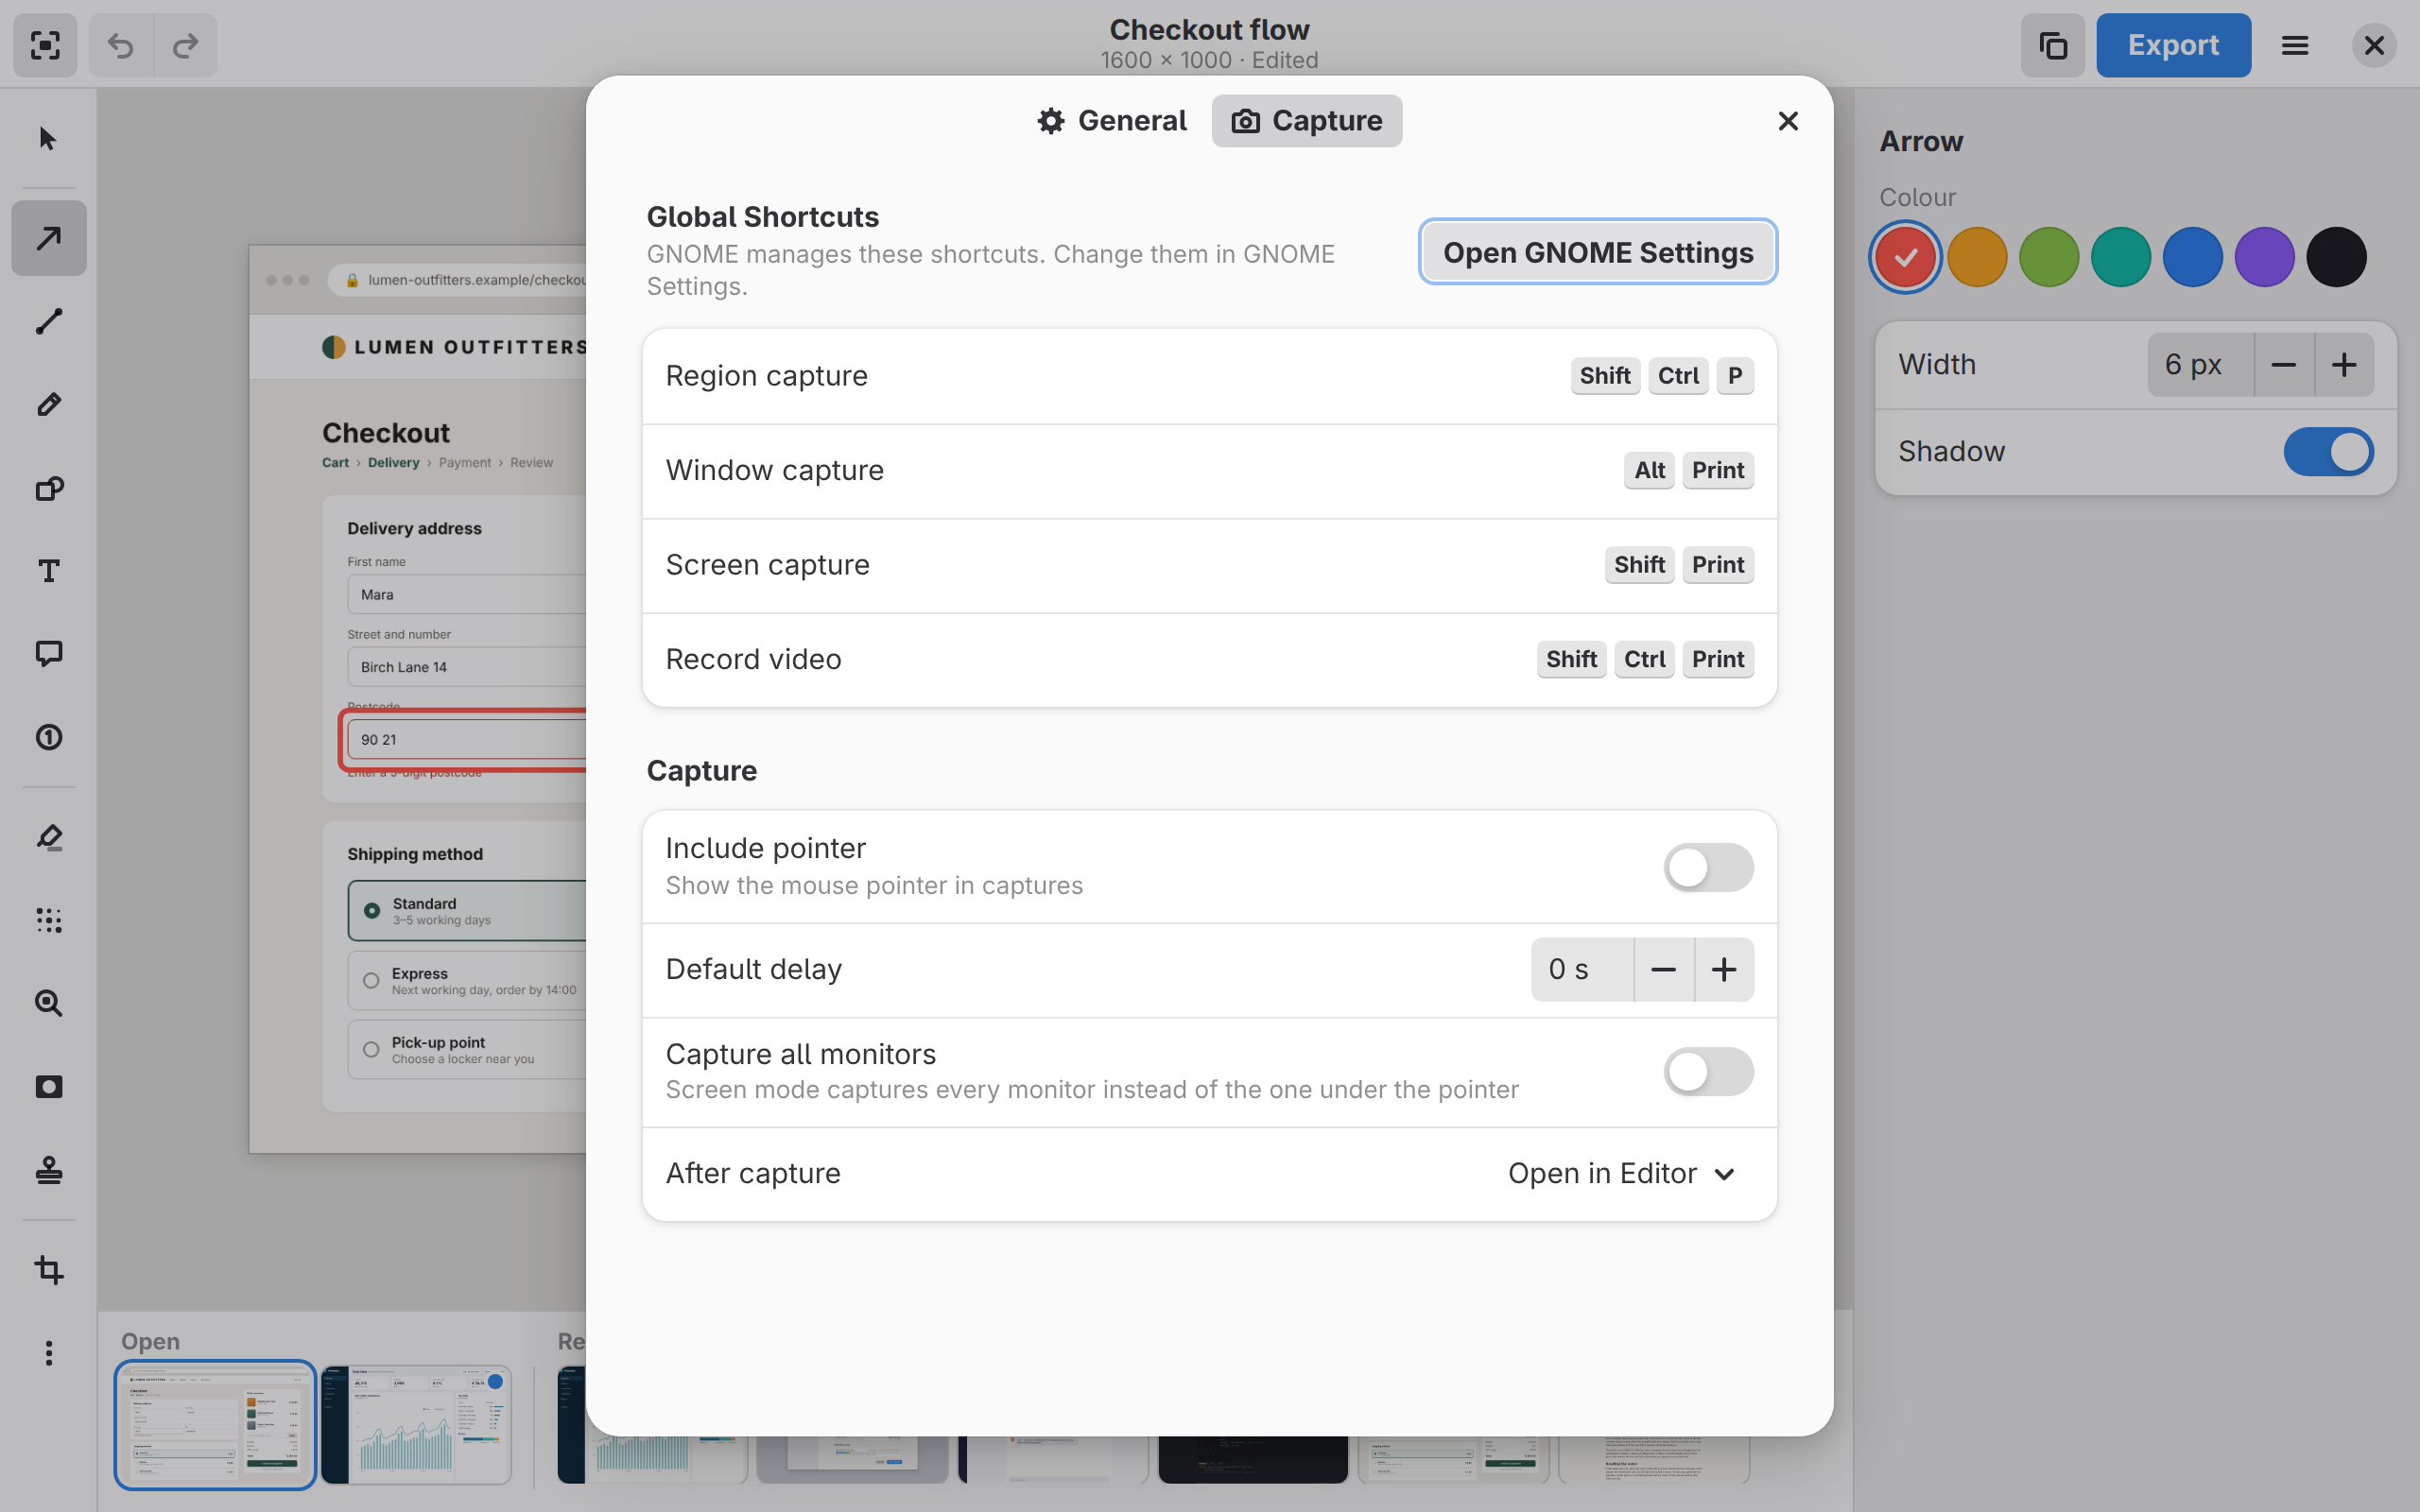 Checkout flow
1600 × 1000 · Edited
Export
General
Capture
Global Shortcuts
GNOME manages these shortcuts. Change them in GNOME
Settings.
Open GNOME Settings
Region capture
Shift Ctrl P
Window capture
Alt Print
Screen capture
Shift Print
Record video
Shift Ctrl Print
Capture
Include pointer
Show the mouse pointer in captures
Default delay
0 s
Capture all monitors
Screen mode captures every monitor instead of the one under the pointer
After capture
Open in Editor
Arrow
Colour
Width
6 px
Shadow
lumen-outfitters.example/checkou
LUMEN OUTFITTERS
Checkout
Cart › Delivery › Payment › Review
Delivery address
First name
Mara
Street and number
Birch Lane 14
Postcode
90 21
Enter a 5-digit postcode
Shipping method
Standard
3–5 working days
Express
Next working day, order by 14:00
Pick-up point
Choose a locker near you
Open
Re